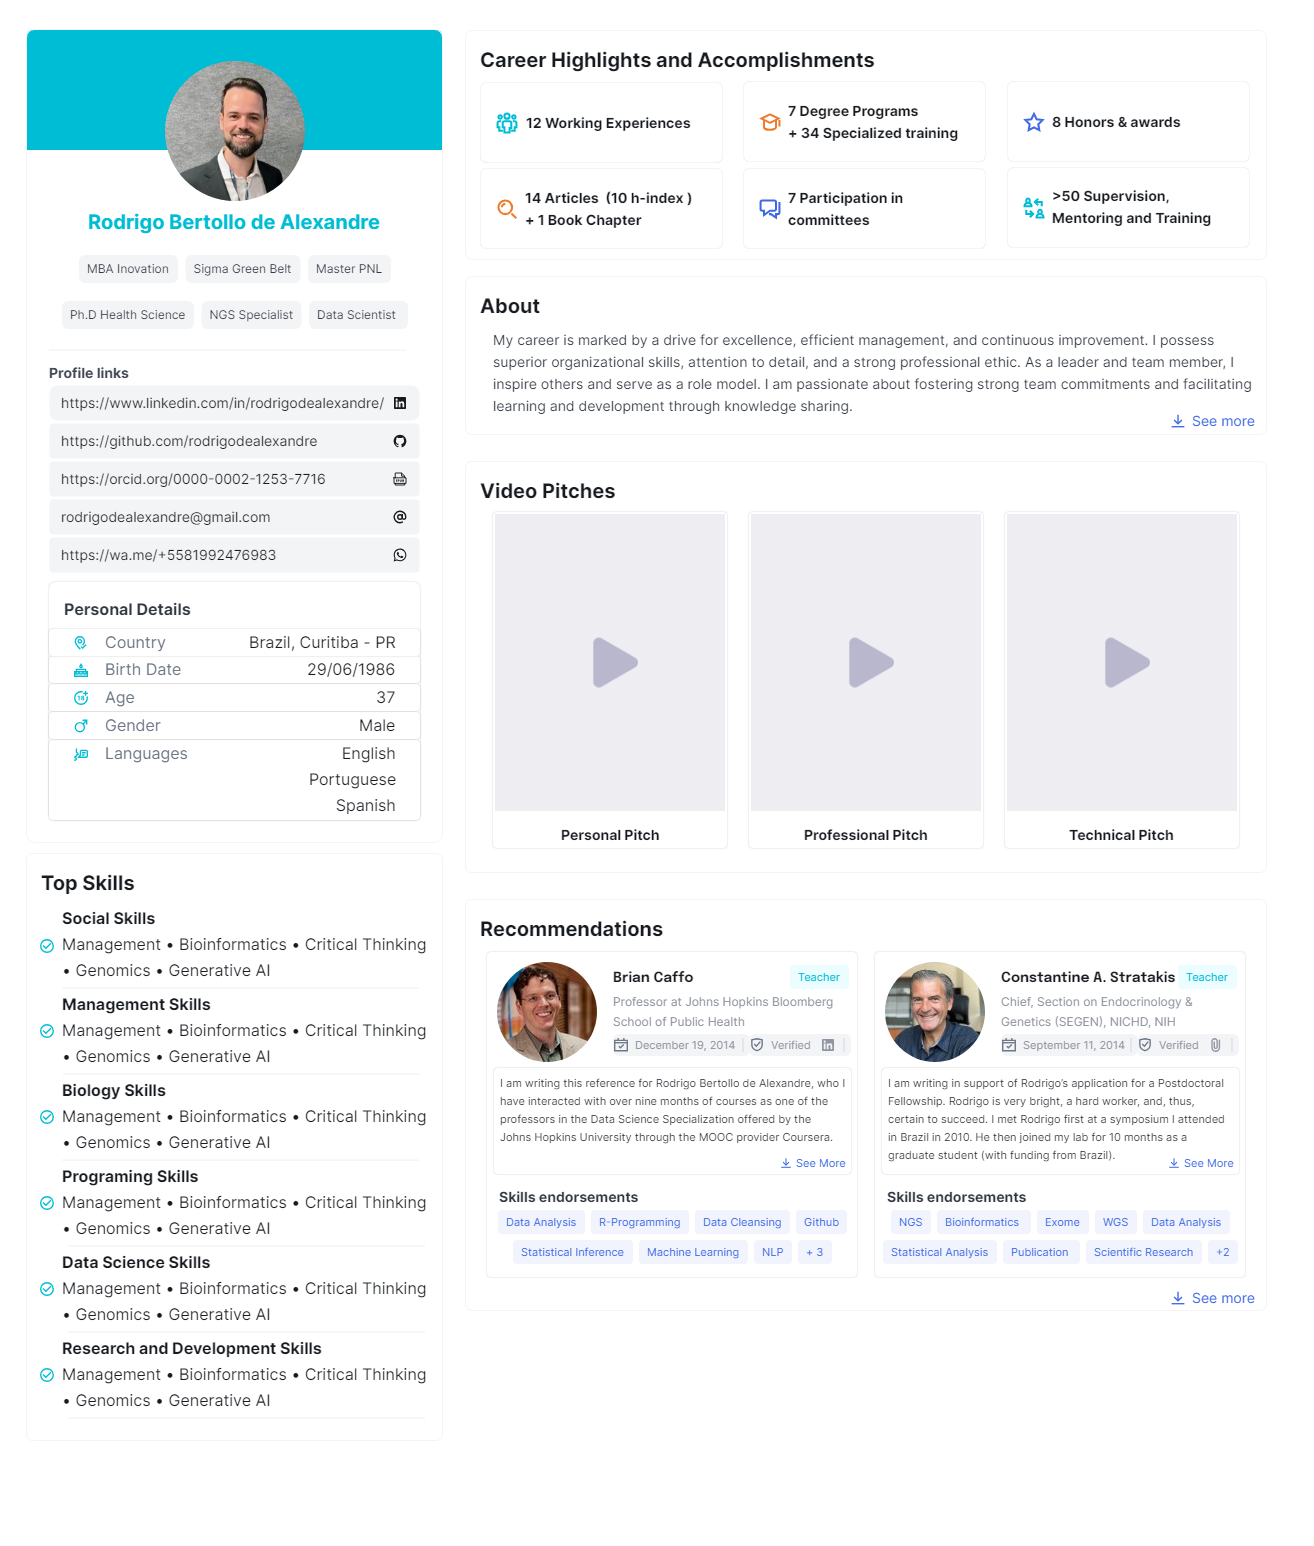 Rodrigo Bertollo de Alexandre
MBA Inovation
Sigma Green Belt
Master PNL
Ph.D Health Science
NGS Specialist
Data Scientist
Profile links
https://www.linkedin.com/in/rodrigodealexandre/
https://github.com/rodrigodealexandre
https://orcid.org/0000-0002-1253-7716
rodrigodealexandre@gmail.com
https://wa.me/+5581992476983
Personal Details
Country Brazil, Curitiba - PR
Birth Date 29/06/1986
Age 37
Gender Male
Languages English
Portuguese
Spanish
Top Skills
Social Skills
Management • Bioinformatics • Critical Thinking
• Genomics • Generative AI
Management Skills
Management • Bioinformatics • Critical Thinking
• Genomics • Generative AI
Biology Skills
Management • Bioinformatics • Critical Thinking
• Genomics • Generative AI
Programing Skills
Management • Bioinformatics • Critical Thinking
• Genomics • Generative AI
Data Science Skills
Management • Bioinformatics • Critical Thinking
• Genomics • Generative AI
Research and Development Skills
Management • Bioinformatics • Critical Thinking
• Genomics • Generative AI
Career Highlights and Accomplishments
12 Working Experiences
7 Degree Programs
+ 34 Specialized training
8 Honors & awards
14 Articles (10 h-index )
+ 1 Book Chapter
7 Participation in
committees
>50 Supervision,
Mentoring and Training
About
My career is marked by a drive for excellence, efficient management, and continuous improvement. I possess
superior organizational skills, attention to detail, and a strong professional ethic. As a leader and team member, I
inspire others and serve as a role model. I am passionate about fostering strong team commitments and facilitating
learning and development through knowledge sharing.
See more
Video Pitches
Personal Pitch
Professional Pitch
Technical Pitch
Recommendations
Brian Caffo
Teacher
Professor at Johns Hopkins Bloomberg
School of Public Health
December 19, 2014 | Verified |
I am writing this reference for Rodrigo Bertollo de Alexandre, who I
have interacted with over nine months of courses as one of the
professors in the Data Science Specialization offered by the
Johns Hopkins University through the MOOC provider Coursera.
See More
Skills endorsements
Data Analysis
R-Programming
Data Cleansing
Github
Statistical Inference
Machine Learning
NLP
+ 3
Constantine A. Stratakis
Teacher
Chief, Section on Endocrinology &
Genetics (SEGEN), NICHD, NIH
September 11, 2014 | Verified |
I am writing in support of Rodrigo's application for a Postdoctoral
Fellowship. Rodrigo is very bright, a hard worker, and, thus,
certain to succeed. I met Rodrigo first at a symposium I attended
in Brazil in 2010. He then joined my lab for 10 months as a
graduate student (with funding from Brazil).
See More
Skills endorsements
NGS
Bioinformatics
Exome
WGS
Data Analysis
Statistical Analysis
Publication
Scientific Research
+2
See more